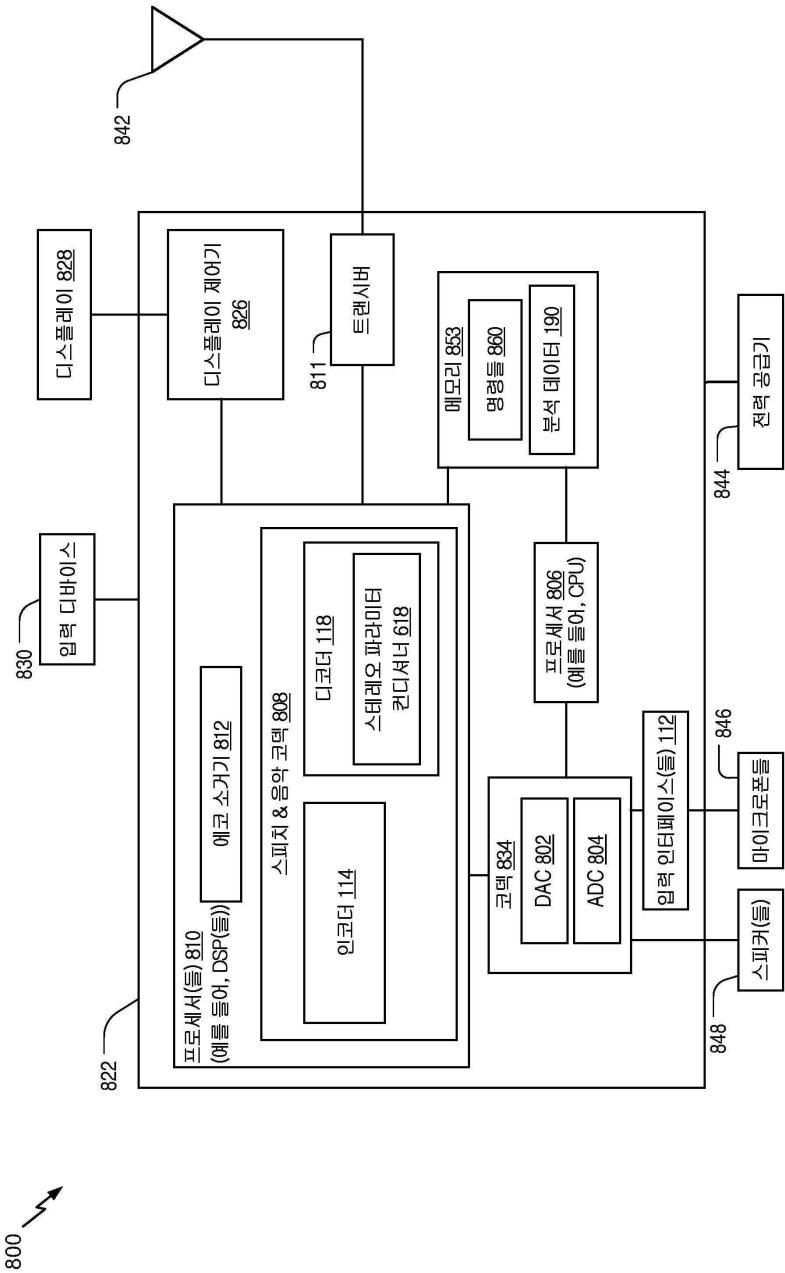 800
822
830
입력 디바이스
디스플레이 828
842
디스플레이 제어기
826
프로세서(들) 810
(예를 들어, DSP(들))
에코 소거기 812
811
트랜시버
스피치 & 음악 코덱 808
인코더 114
디코더 118
스테레오 파라미터
컨디셔너 618
메모리 853
명령들 860
분석 데이터 190
코덱 834
DAC 802
ADC 804
프로세서 806
(예를 들어, CPU)
입력 인터페이스(들) 112
848
스피커(들)
846
마이크로폰들
844
전력 공급기